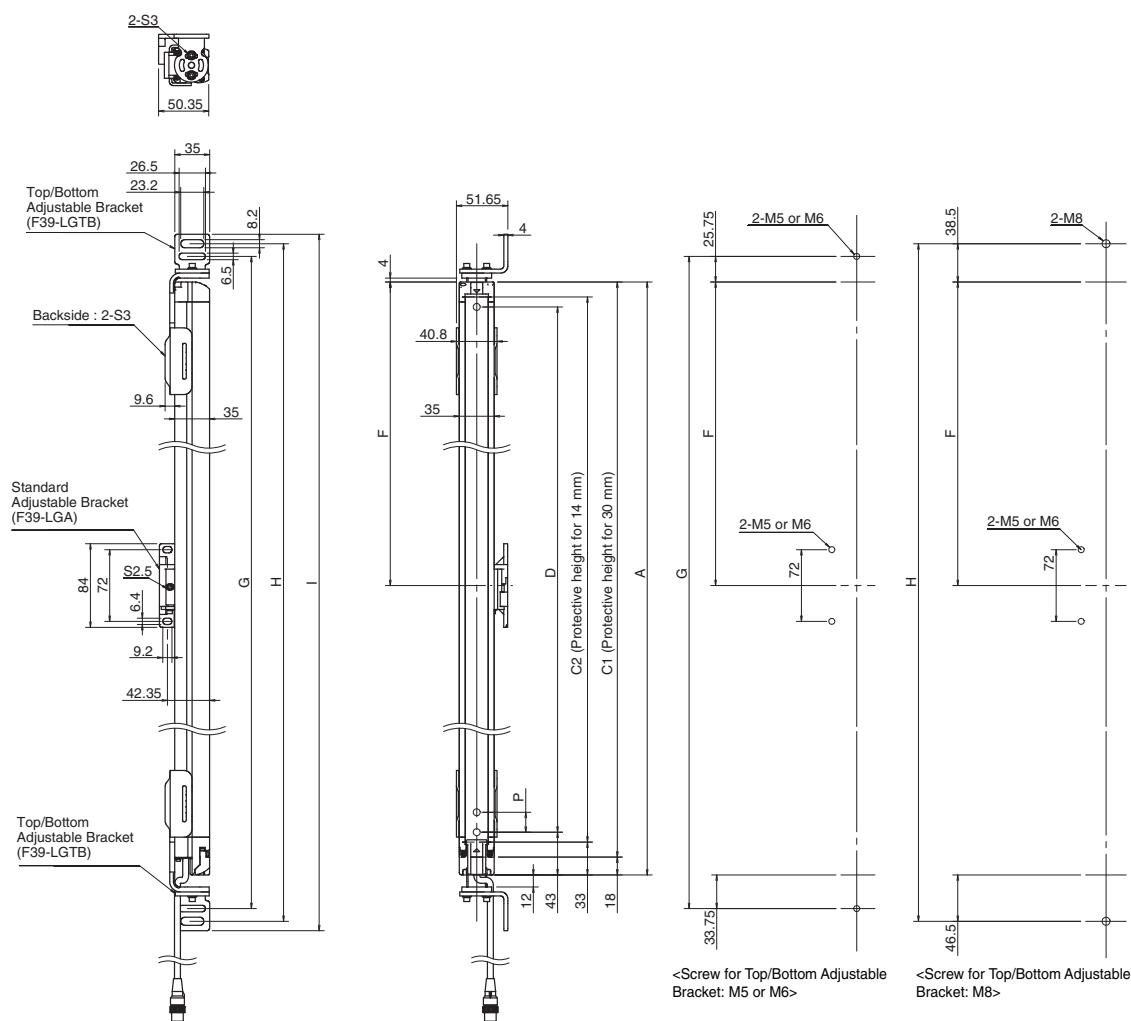 2-S3
50.35
35
26.5
23.2
8.2
6.5
Top/Bottom
Adjustable Bracket
(F39-LGTB)
Backside : 2-S3
9.6
35
Standard
Adjustable Bracket
(F39-LGA)
S2.5
84
72
6.4
9.2
42.35
Top/Bottom
Adjustable Bracket
(F39-LGTB)
G
H
I
51.65
4
4
40.8
35
F
D
C2 (Protective height for 14 mm)
C1 (Protective height for 30 mm)
A
P
12
43
33
18
25.75
2-M5 or M6
F
G
2-M5 or M6
72
33.75
<Screw for Top/Bottom Adjustable
Bracket: M5 or M6>
38.5
2-M8
F
H
2-M5 or M6
72
46.5
<Screw for Top/Bottom Adjustable
Bracket: M8>